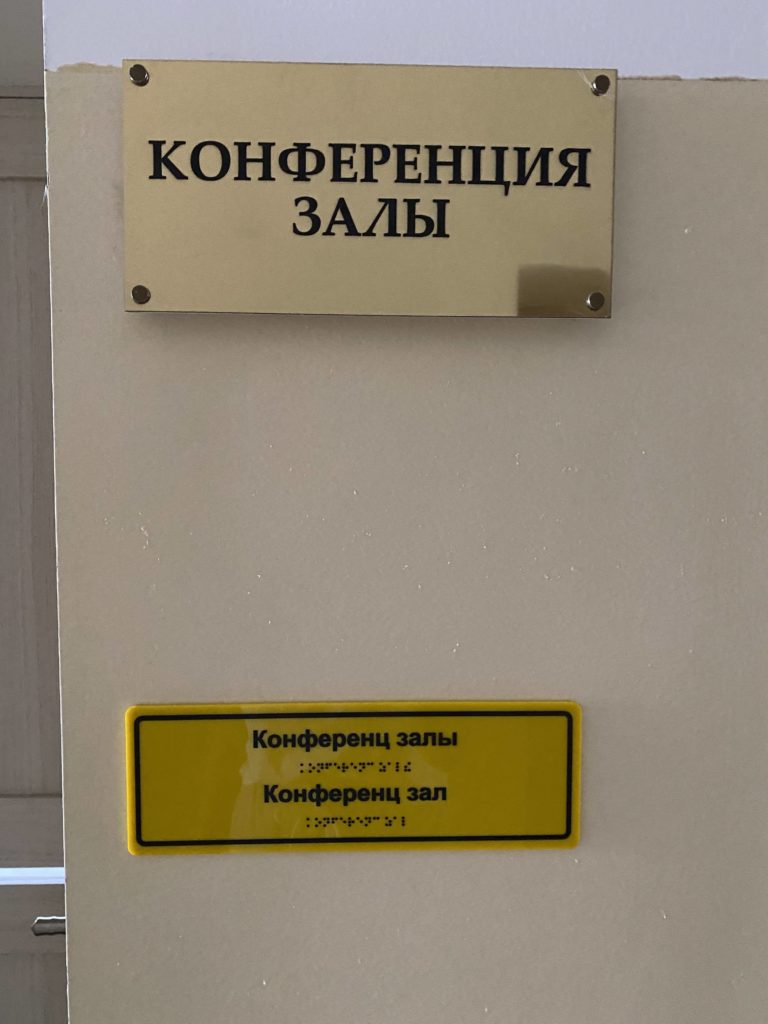 КОНФЕРЕНЦИЯ
ЗАЛЫ
Конференц залы
⠅⠕⠝⠋⠑⠗⠑⠝⠉ ⠵⠁⠇⠮
Конференц зал
⠅⠕⠝⠋⠑⠗⠑⠝⠉ ⠵⠁⠇